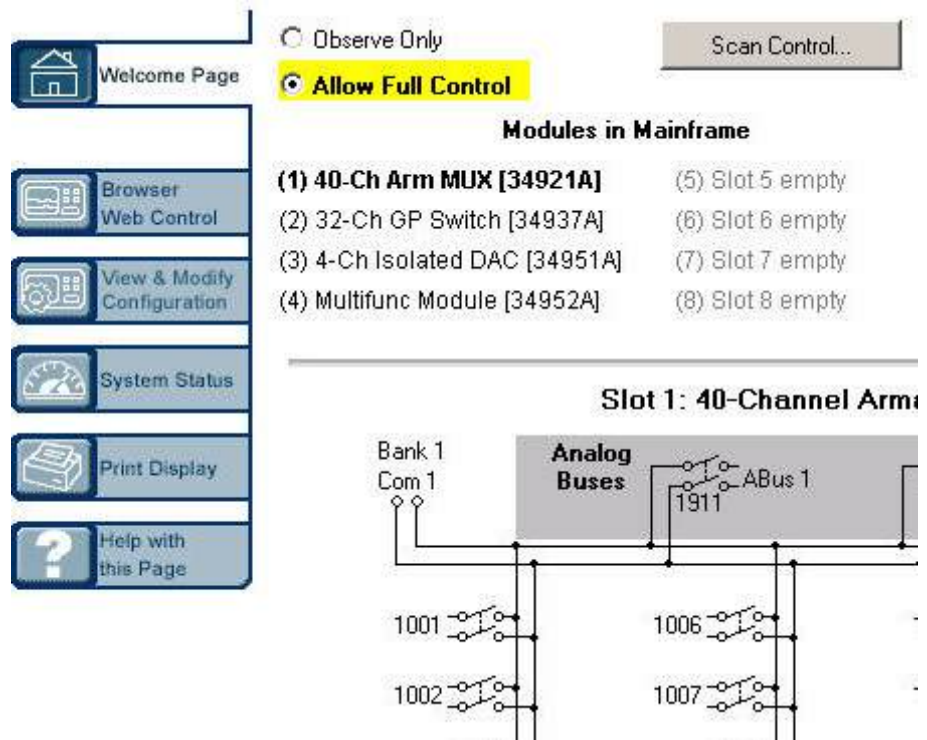 Welcome Page
Browser
Web Control
View & Modify
Configuration
System Status
Print Display
?
Help with
this Page
Observe Only
Scan Control...
Allow Full Control
Modules in Mainframe
(1) 40-Ch Arm MUX [34921A]
(5) Slot 5 empty
(2) 32-Ch GP Switch [34937A]
(6) Slot 6 empty
(3) 4-Ch Isolated DAC [34951A]
(7) Slot 7 empty
(4) Multifunc Module [34952A]
(8) Slot 8 empty
Slot 1: 40-Channel Arma
Bank 1
Com 1
Analog
Buses
ABus 1
1911
1001
1006
1002
1007